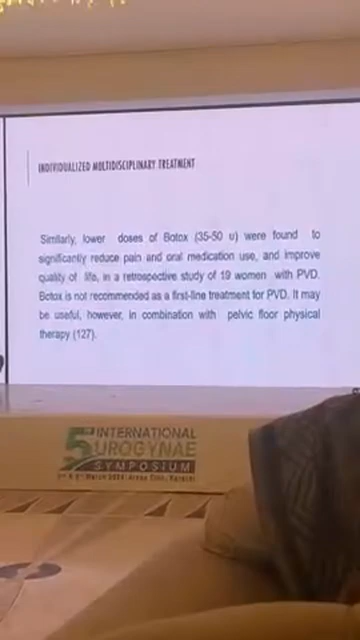 INDIVIDUALIZED MULTIDISCIPLINARY TREATMENT
Similarly, lower doses of Botox (35-50 u) were found to
significantly reduce pain and oral medication use, and improve
quality of life, in a retrospective study of 19 women with PVD.
Botox is not recommended as a first-line treatment for PVD. It may
be useful, however, in combination with pelvic floor physical
therapy (127).
5TH INTERNATIONAL
UROGYNAE
SYMPOSIUM
March